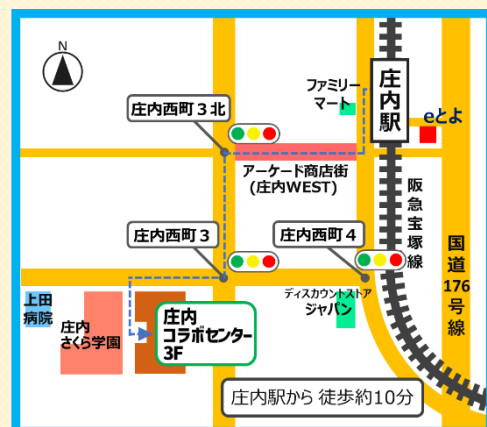 N
ファミリー
マート
庄内駅
eとよ
庄内西町３北
アーケード商店街
(庄内WEST)
阪急宝塚線
国道176号線
庄内西町３
庄内西町４
上田
病院
庄内
さくら学園
庄内
コラボセンター
3F
ディスカウントストア
ジャパン
庄内駅から 徒歩約10分